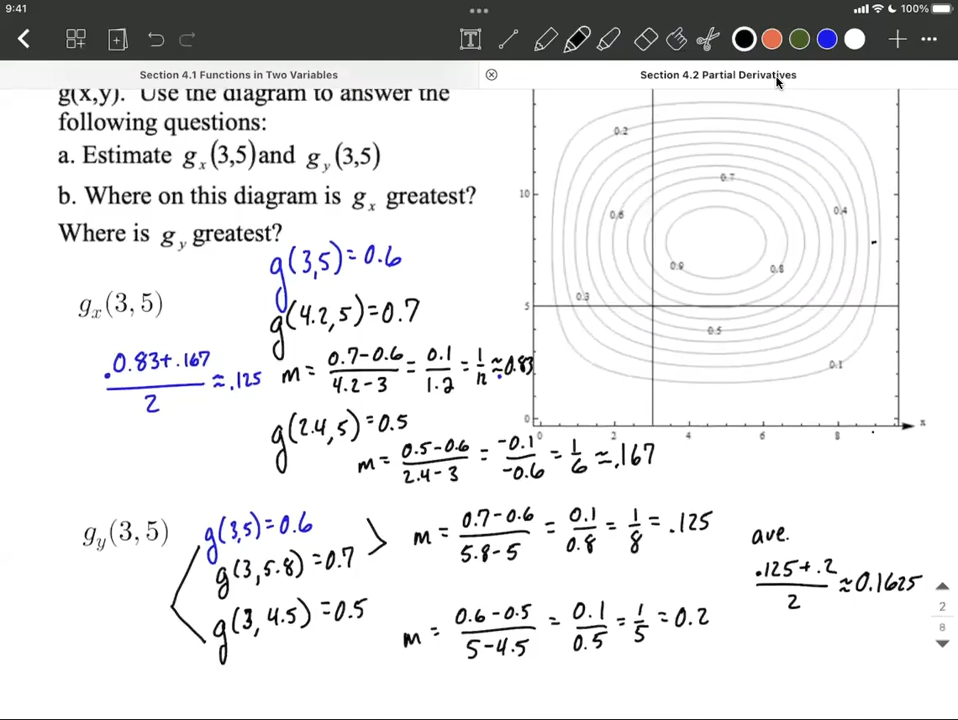 9:41
100%
Section 4.1 Functions in Two Variables
Section 4.2 Partial Derivatives
g(x,y). Use the diagram to answer the
following questions:
a. Estimate g_x(3,5) and g_y(3,5)
b. Where on this diagram is g_x greatest?
Where is g_y greatest?
g(3,5)=0.6
g_x(3, 5)
g(4.2,5)=0.7
m = (0.7-0.6)/(4.2-3) = 0.1/1.2 = 1/12 ≈ 0.83
(.0.83+.167)/2 ≈ .125
g(2.4,5)=0.5
m = (0.5-0.6)/(2.4-3) = -0.1/-0.6 = 1/6 ≈ .167
g_y(3, 5)
g(3,5)=0.6
g(3,5.8)=0.7
g(3,4.5)=0.5
m = (0.7-0.6)/(5.8-5) = 0.1/0.8 = 1/8 = .125
m = (0.6-0.5)/(5-4.5) = 0.1/0.5 = 1/5 = 0.2
ave.
(.125+.2)/2 ≈ 0.1625
0.2
0.7
10
0.6
0.4
0.9
0.8
0.3
5
0.5
0.1
0
0 2 4 6 8 x
2
8
T